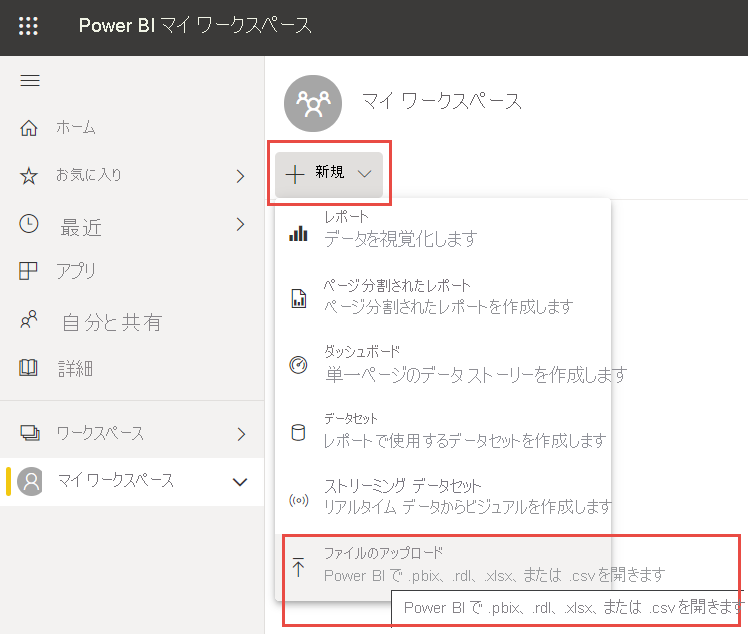 Power BI マイ ワークスペース
ホーム
お気に入り
最近
アプリ
自分と共有
詳細
ワークスペース
マイ ワークスペース
マイ ワークスペース
新規
レポート
データを視覚化します
ページ分割されたレポート
ページ分割されたレポートを作成します
ダッシュボード
単一ページのデータ ストーリーを作成します
データセット
レポートで使用するデータセットを作成します
ストリーミング データセット
リアルタイム データからビジュアルを作成します
ファイルのアップロード
Power BI で .pbix、.rdl、.xlsx、または .csv を開きます
Power BI で .pbix、.rdl、.xlsx、または .csv を開きます